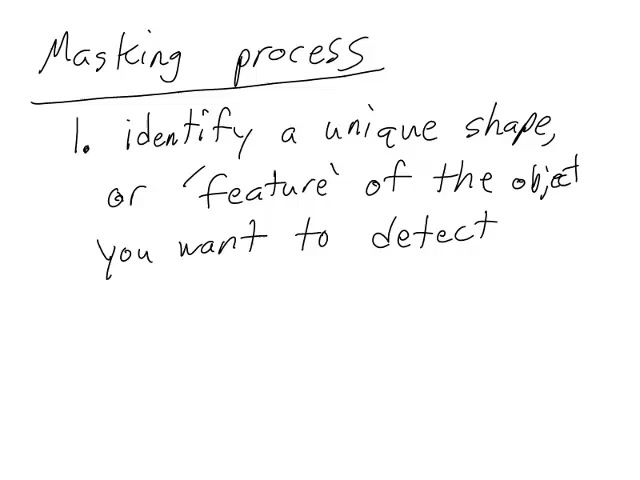 Masking process
1. identify a unique shape,
or 'feature' of the object
you want to detect